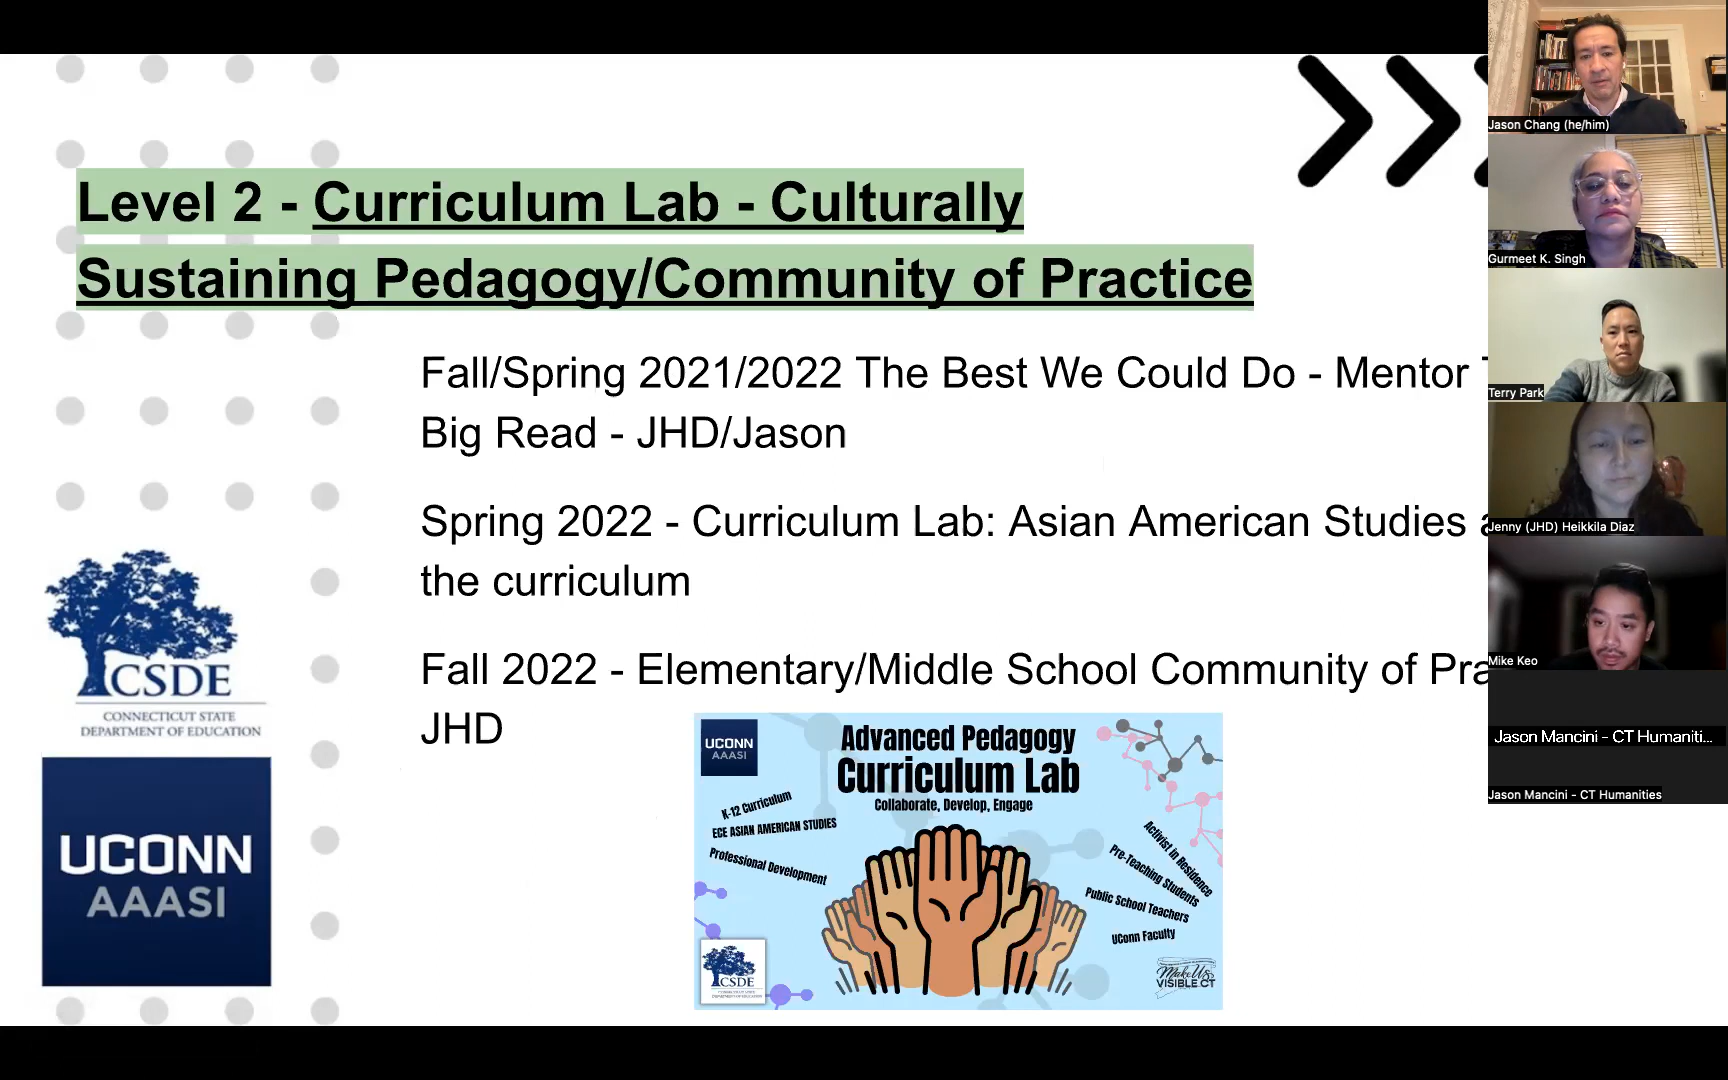 Level 2 - Curriculum Lab - Culturally
Sustaining Pedagogy/Community of Practice
Fall/Spring 2021/2022 The Best We Could Do - Mentor
Big Read - JHD/Jason
Spring 2022 - Curriculum Lab: Asian American Studies
the curriculum
Fall 2022 - Elementary/Middle School Community of Pra
JHD
CSDE
CONNECTICUT STATE
DEPARTMENT OF EDUCATION
UCONN
AAASI
UCONN
AAASI
Advanced Pedagogy
Curriculum Lab
Collaborate, Develop, Engage
K-12 Curriculum
ECE ASIAN AMERICAN STUDIES
Professional Development
Activist in Residence
Pre-Teaching Students
Public School Teachers
UConn Faculty
CSDE
Make Us
VISIBLE CT
Jason Chang (he/him)
Gurmeet K. Singh
Terry Park
Jenny (JHD) Heikkila Diaz
Mike Keo
Jason Mancini - CT Humaniti...
Jason Mancini - CT Humanities